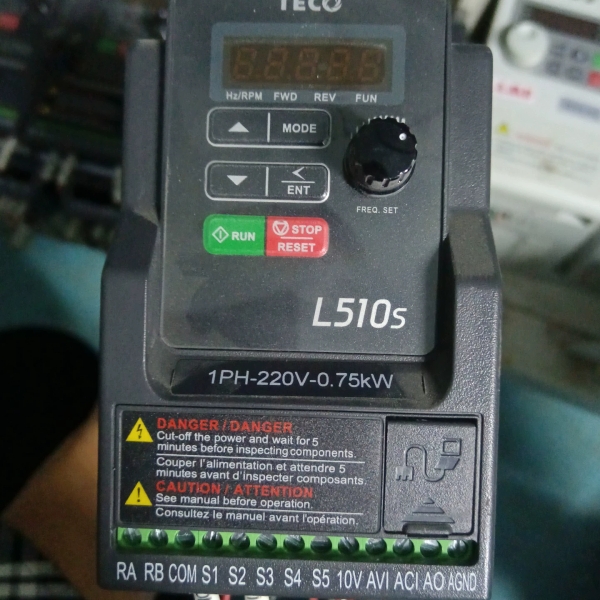 TECO
Hz/RPM FWD REV FUN
MODE
ENT
FREQ. SET
RUN
STOP
RESET
L510s
1PH-220V-0.75kW
DANGER / DANGER
Cut-off the power and wait for 5
minutes before inspecting components.
Couper l'alimentation et attendre 5
minutes avant d'inspecter composants.
CAUTION / ATTENTION
See manual before operation.
Consultez le manuel avant l'opération.
RA RB COM S1 S2 S3 S4 S5 10V AVI ACI AO AGND